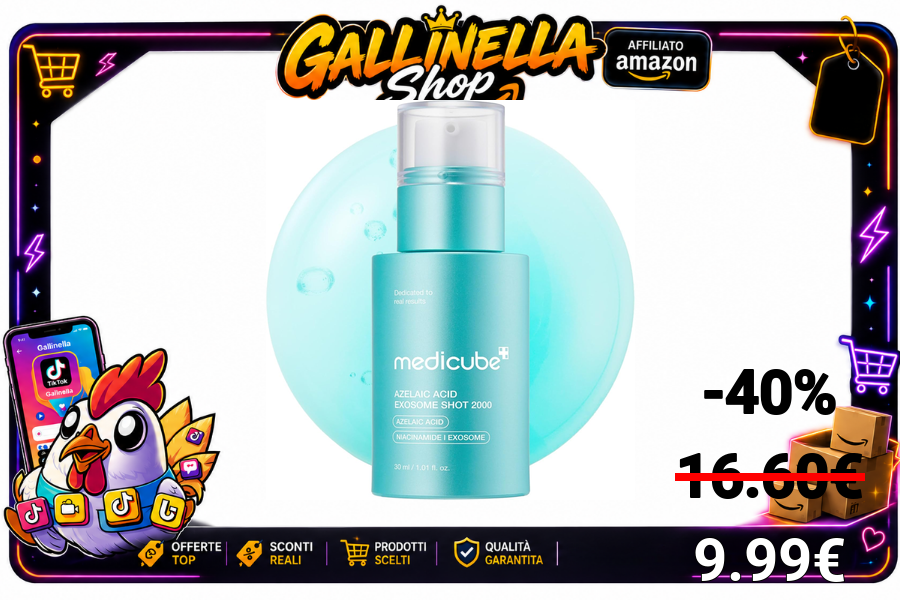 GALLINELLA
Shop
AFFILIATO
amazon
Dedicated to
real results
medicube
AZELAIC ACID
EXOSOME SHOT 2000
AZELAIC ACID
NIACINAMIDE I EXOSOME
30 ml / 1.01 fl. oz.
Gallinella
TikTok
Gallinella
-40%
16.60€
9.99€
OFFERTE
TOP
SCONTI
REALI
PRODOTTI
SCELTI
QUALITÀ
GARANTITA